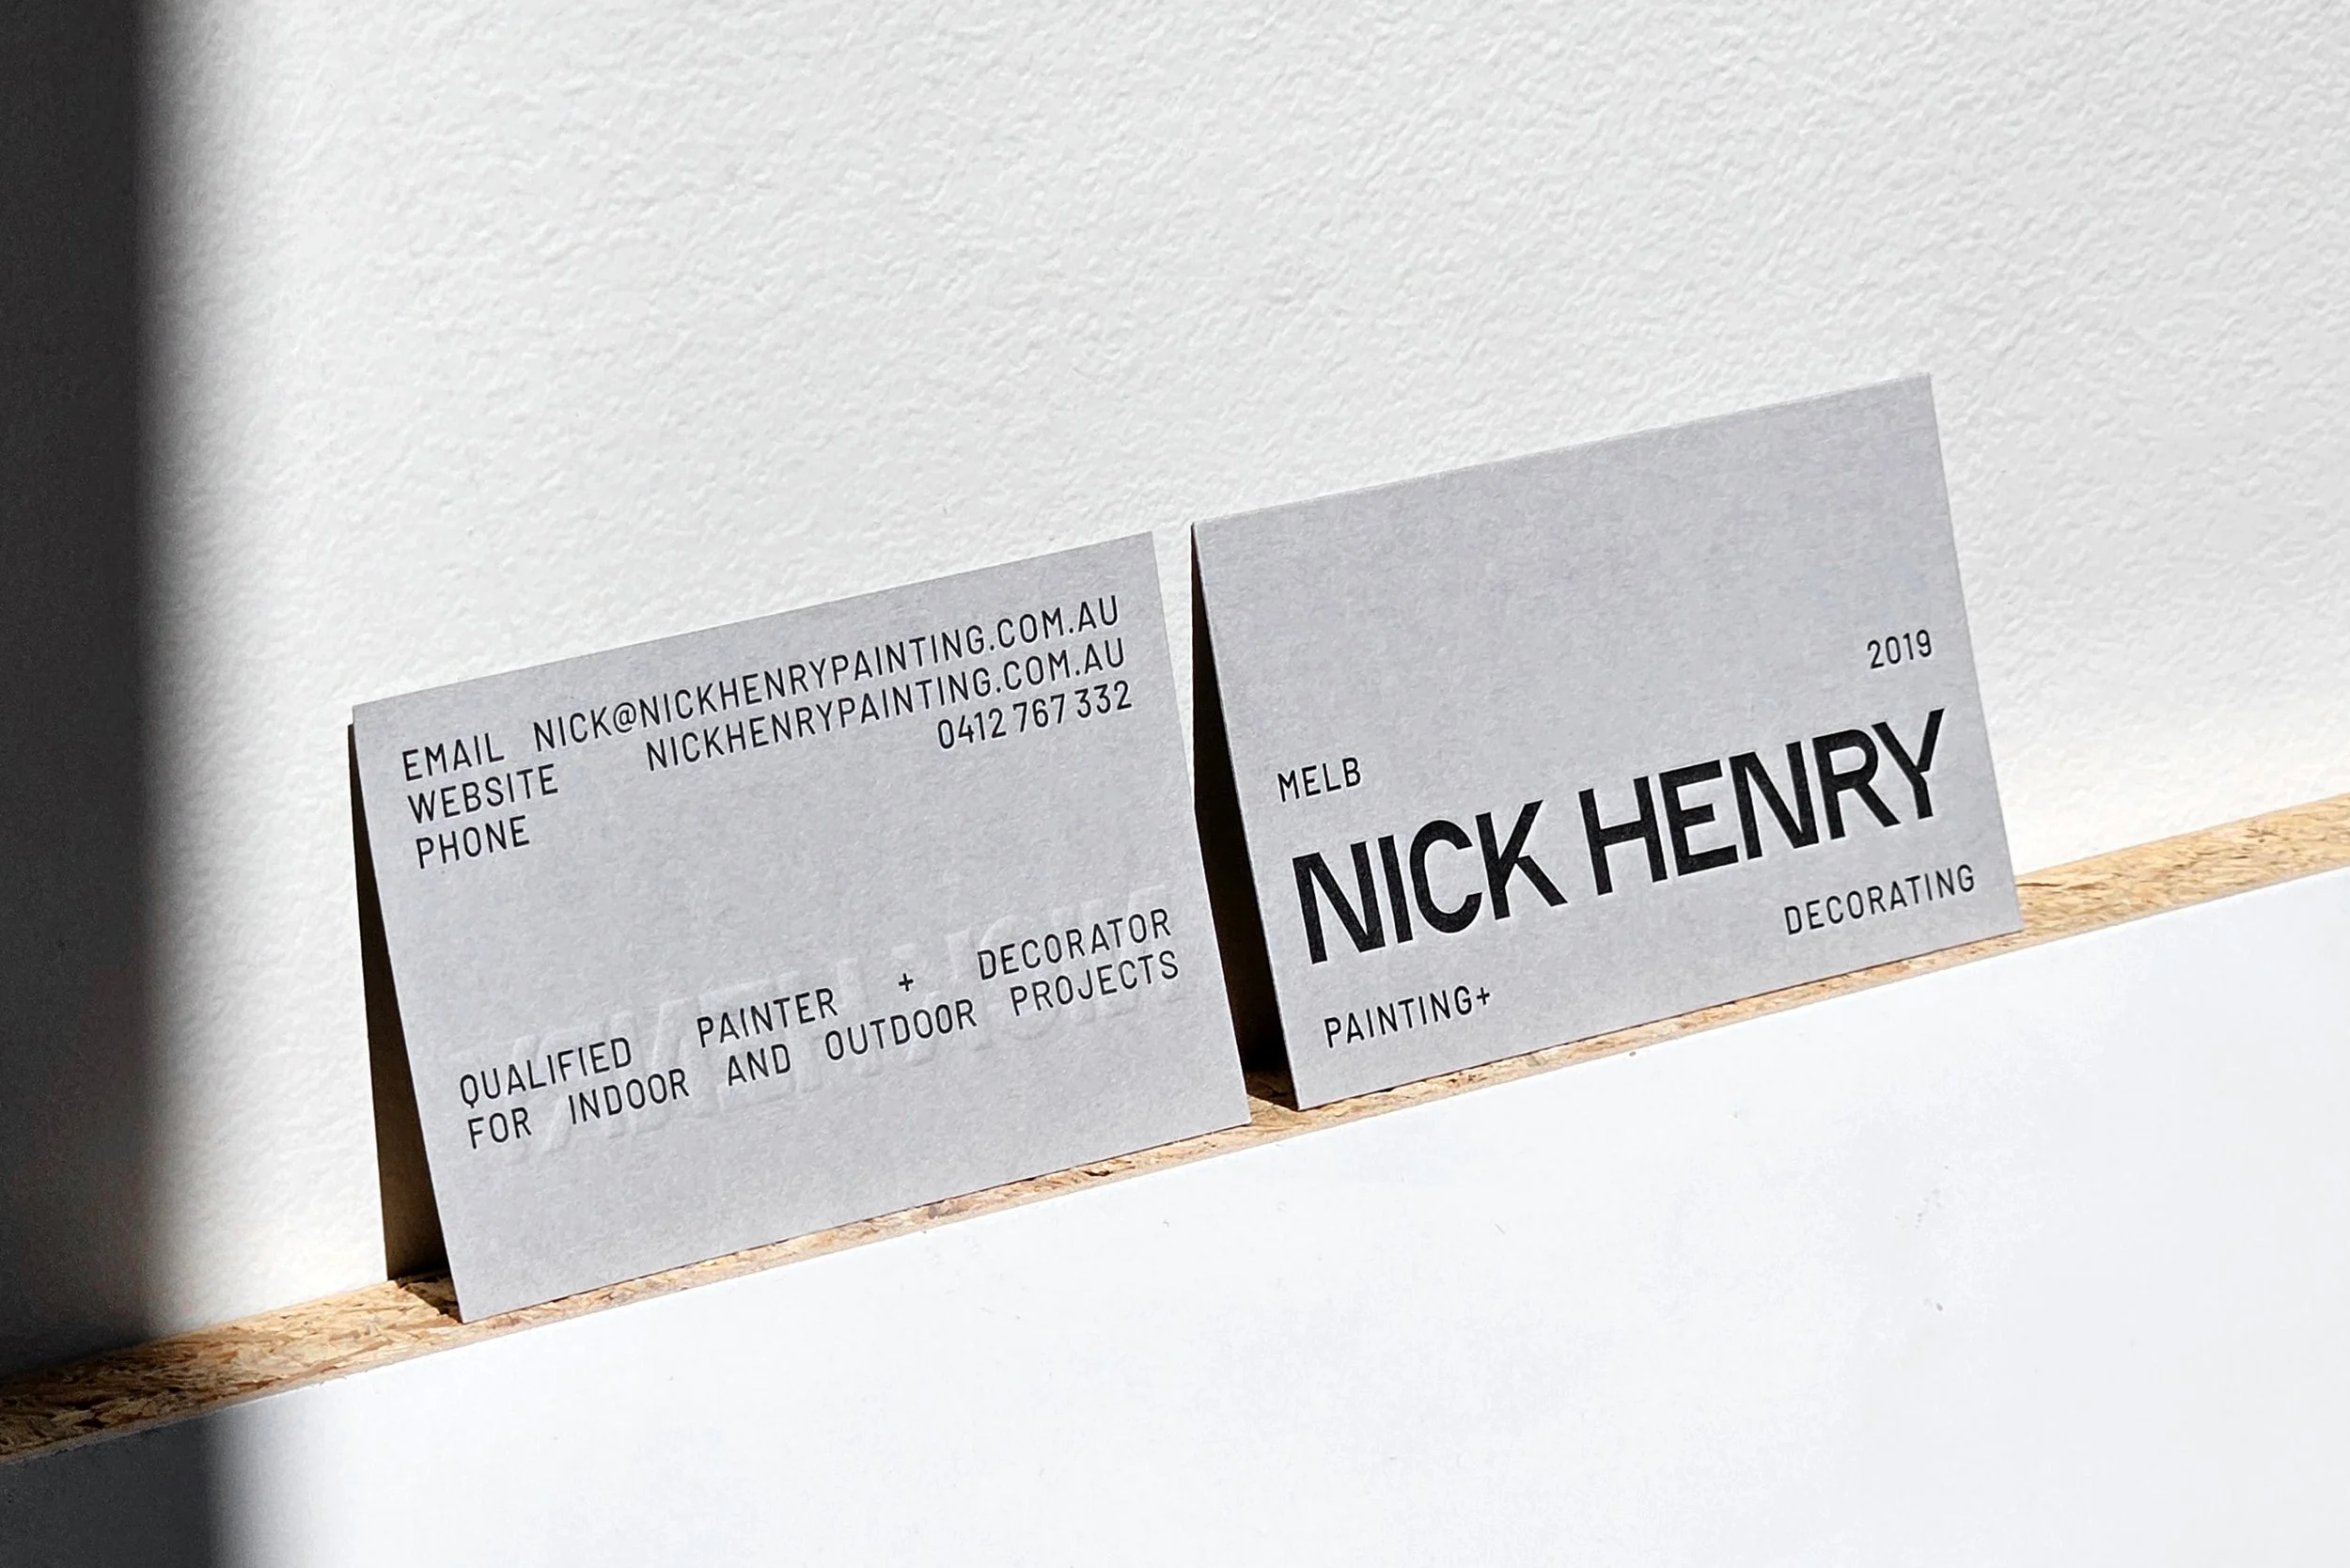 EMAIL NICK@NICKHENRYPAINTING.COM.AU
WEBSITE NICKHENRYPAINTING.COM.AU
PHONE 0412 767 332
QUALIFIED PAINTER + DECORATOR
FOR INDOOR AND OUTDOOR PROJECTS
2019
MELB
NICK HENRY
DECORATING
PAINTING+